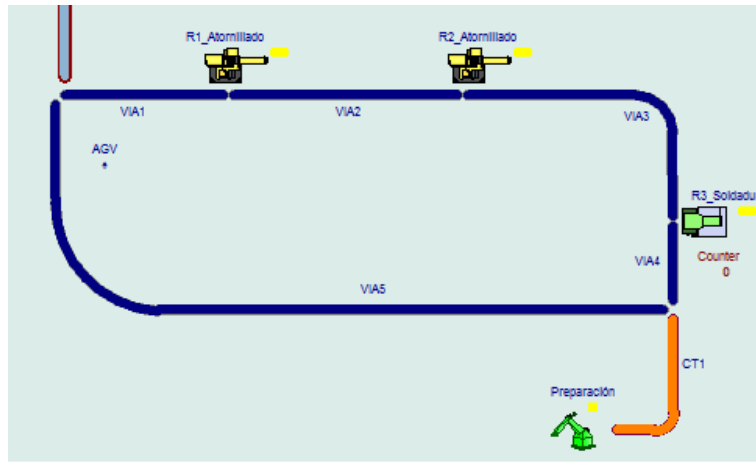 R1_Atornillado
R2_Atornillado
VIA1
VIA2
VIA3
AGV
R3_Soldadu
VIA4
Counter
0
VIA5
CT1
Preparación